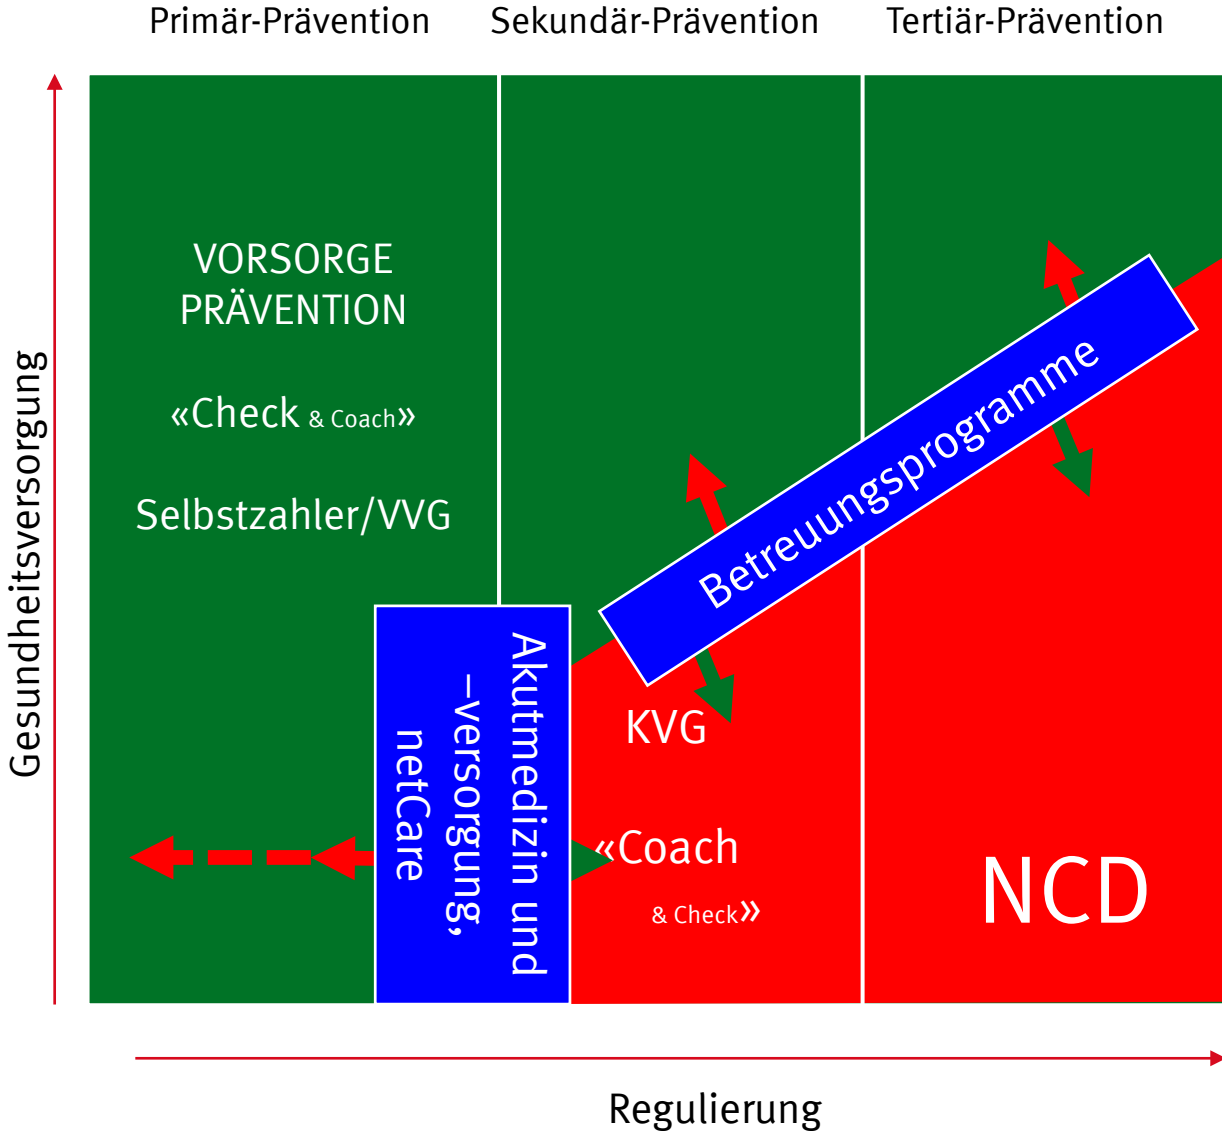 Primär-Prävention
Sekundär-Prävention
Tertiär-Prävention
Gesundheitsversorgung
VORSORGE
PRÄVENTION
«Check & Coach»
Selbstzahler/VVG
Akutmedizin und
–versorgung,
netCare
Betreuungsprogramme
KVG
«Coach
& Check»
NCD
Regulierung